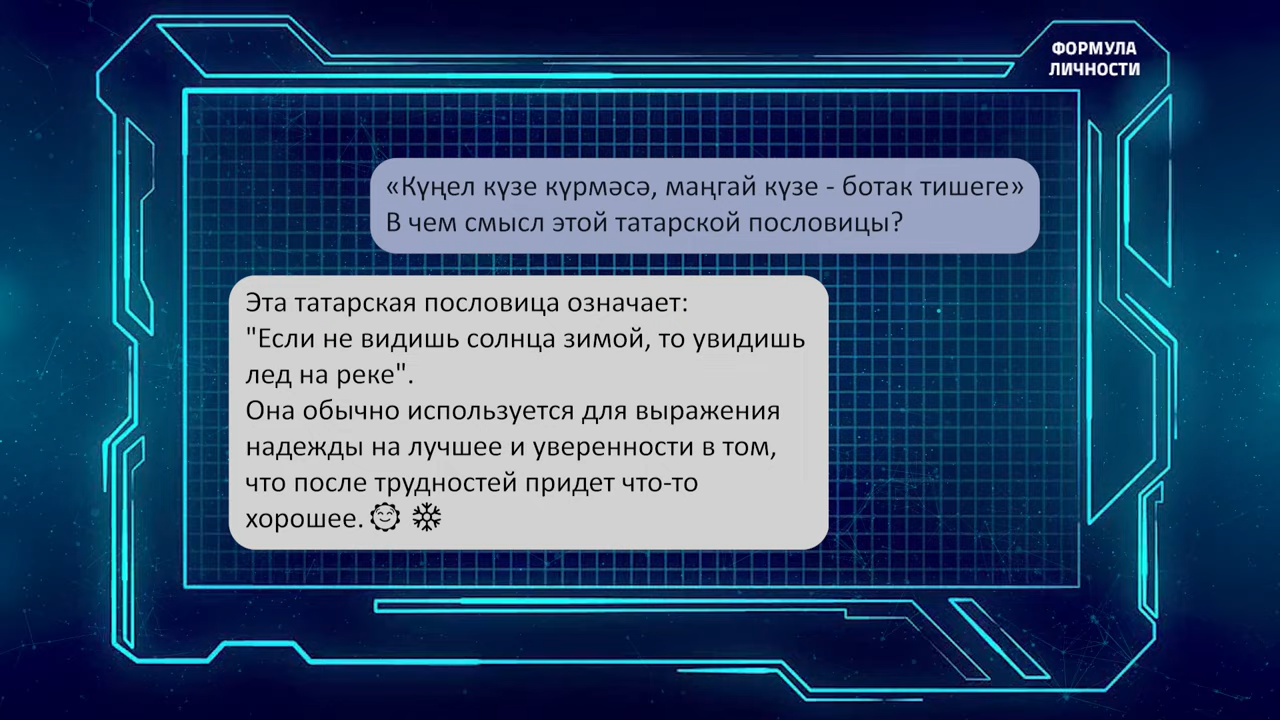 ФОРМУЛА
ЛИЧНОСТИ
«Күңел күзе күрмәсә, маңгай күзе - ботак тишеге»
В чем смысл этой татарской пословицы?
Эта татарская пословица означает:
"Если не видишь солнца зимой, то увидишь
лед на реке".
Она обычно используется для выражения
надежды на лучшее и уверенности в том,
что после трудностей придет что-то
хорошее. 🌞 ❄